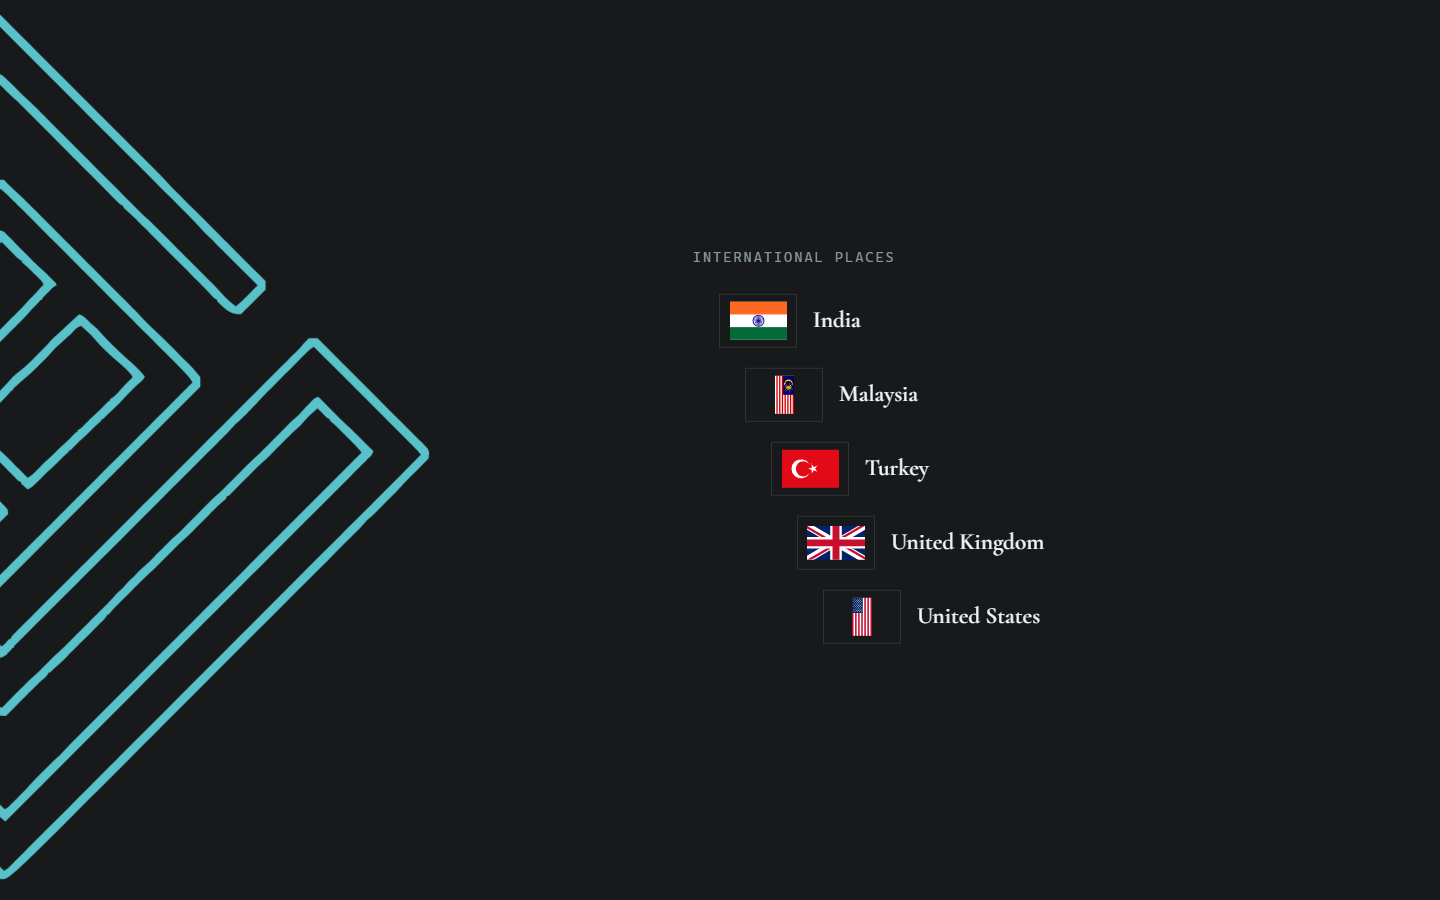 INTERNATIONAL PLACES
India
Malaysia
Turkey
United Kingdom
United States